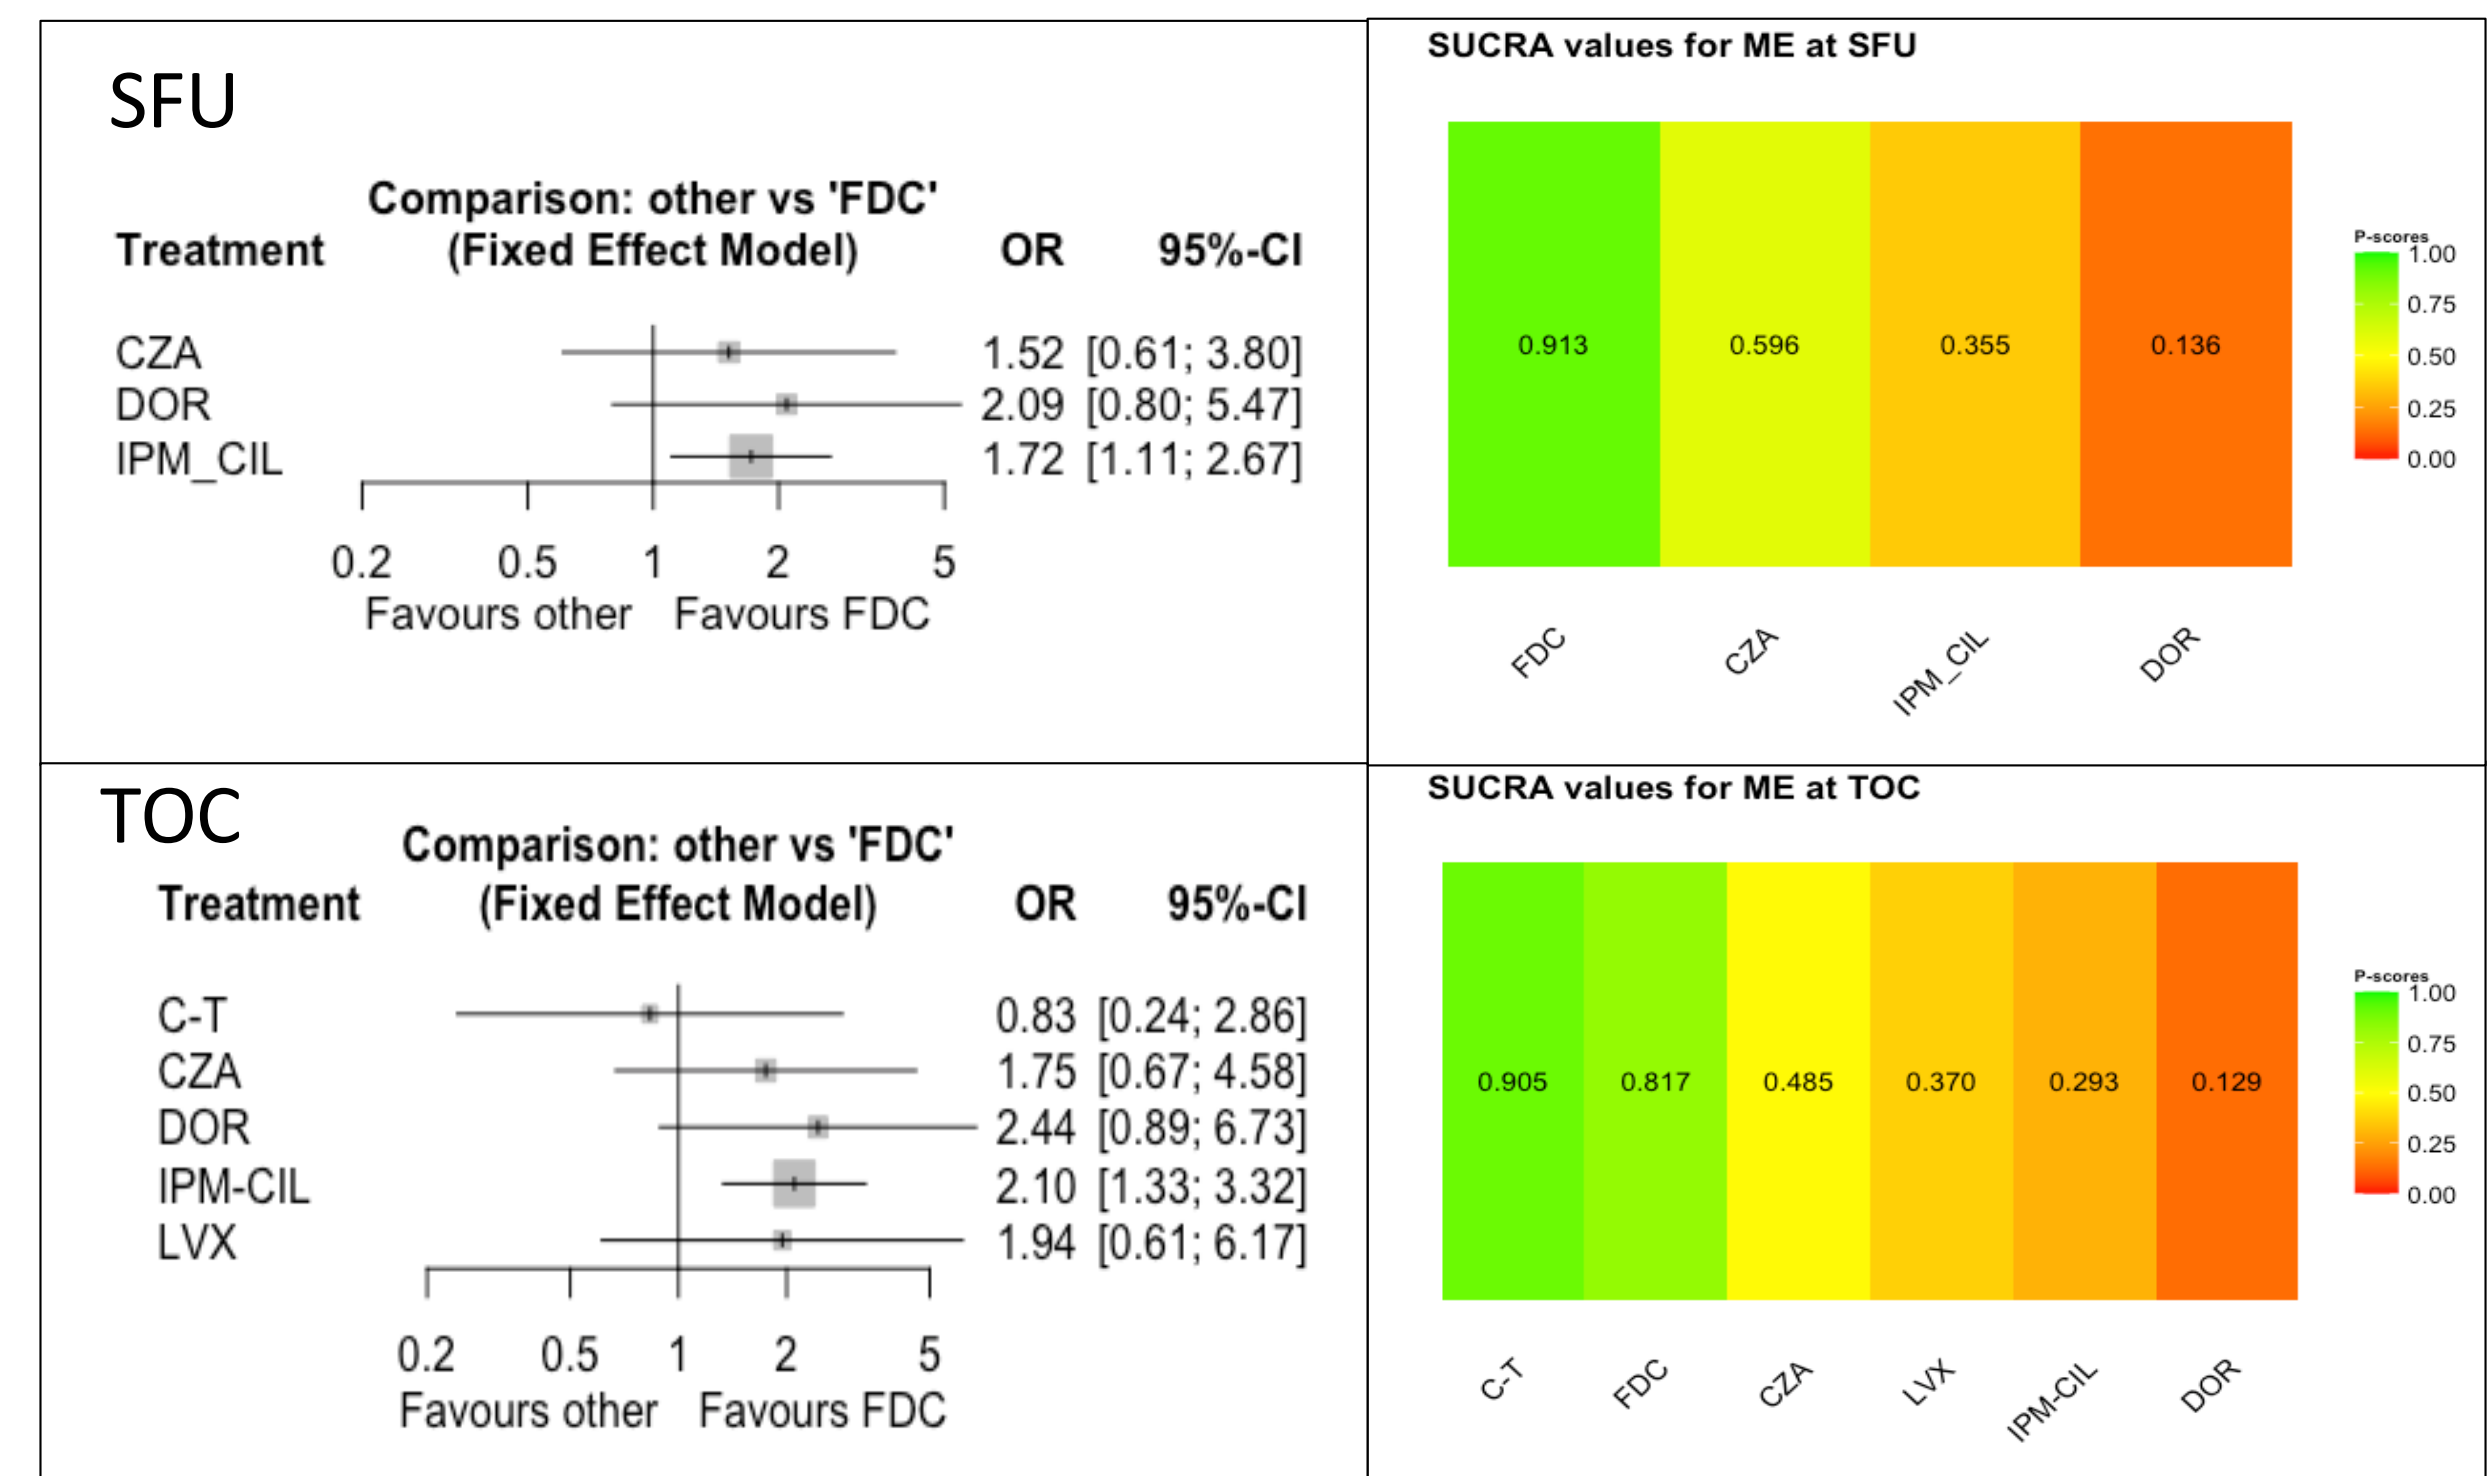 SFU
Comparison: other vs 'FDC'
Treatment (Fixed Effect Model) OR 95%-CI
CZA 1.52 [0.61; 3.80]
DOR 2.09 [0.80; 5.47]
IPM_CIL 1.72 [1.11; 2.67]
0.2 0.5 1 2 5
Favours other Favours FDC
SUCRA values for ME at SFU
0.913 0.596 0.355 0.136
FDC CZA IPM_CIL DOR
P-scores
1.00
0.75
0.50
0.25
0.00
TOC
Comparison: other vs 'FDC'
Treatment (Fixed Effect Model) OR 95%-CI
C-T 0.83 [0.24; 2.86]
CZA 1.75 [0.67; 4.58]
DOR 2.44 [0.89; 6.73]
IPM-CIL 2.10 [1.33; 3.32]
LVX 1.94 [0.61; 6.17]
0.2 0.5 1 2 5
Favours other Favours FDC
SUCRA values for ME at TOC
0.905 0.817 0.485 0.370 0.293 0.129
C-T FDC CZA LVX IPM-CIL DOR
P-scores
1.00
0.75
0.50
0.25
0.00